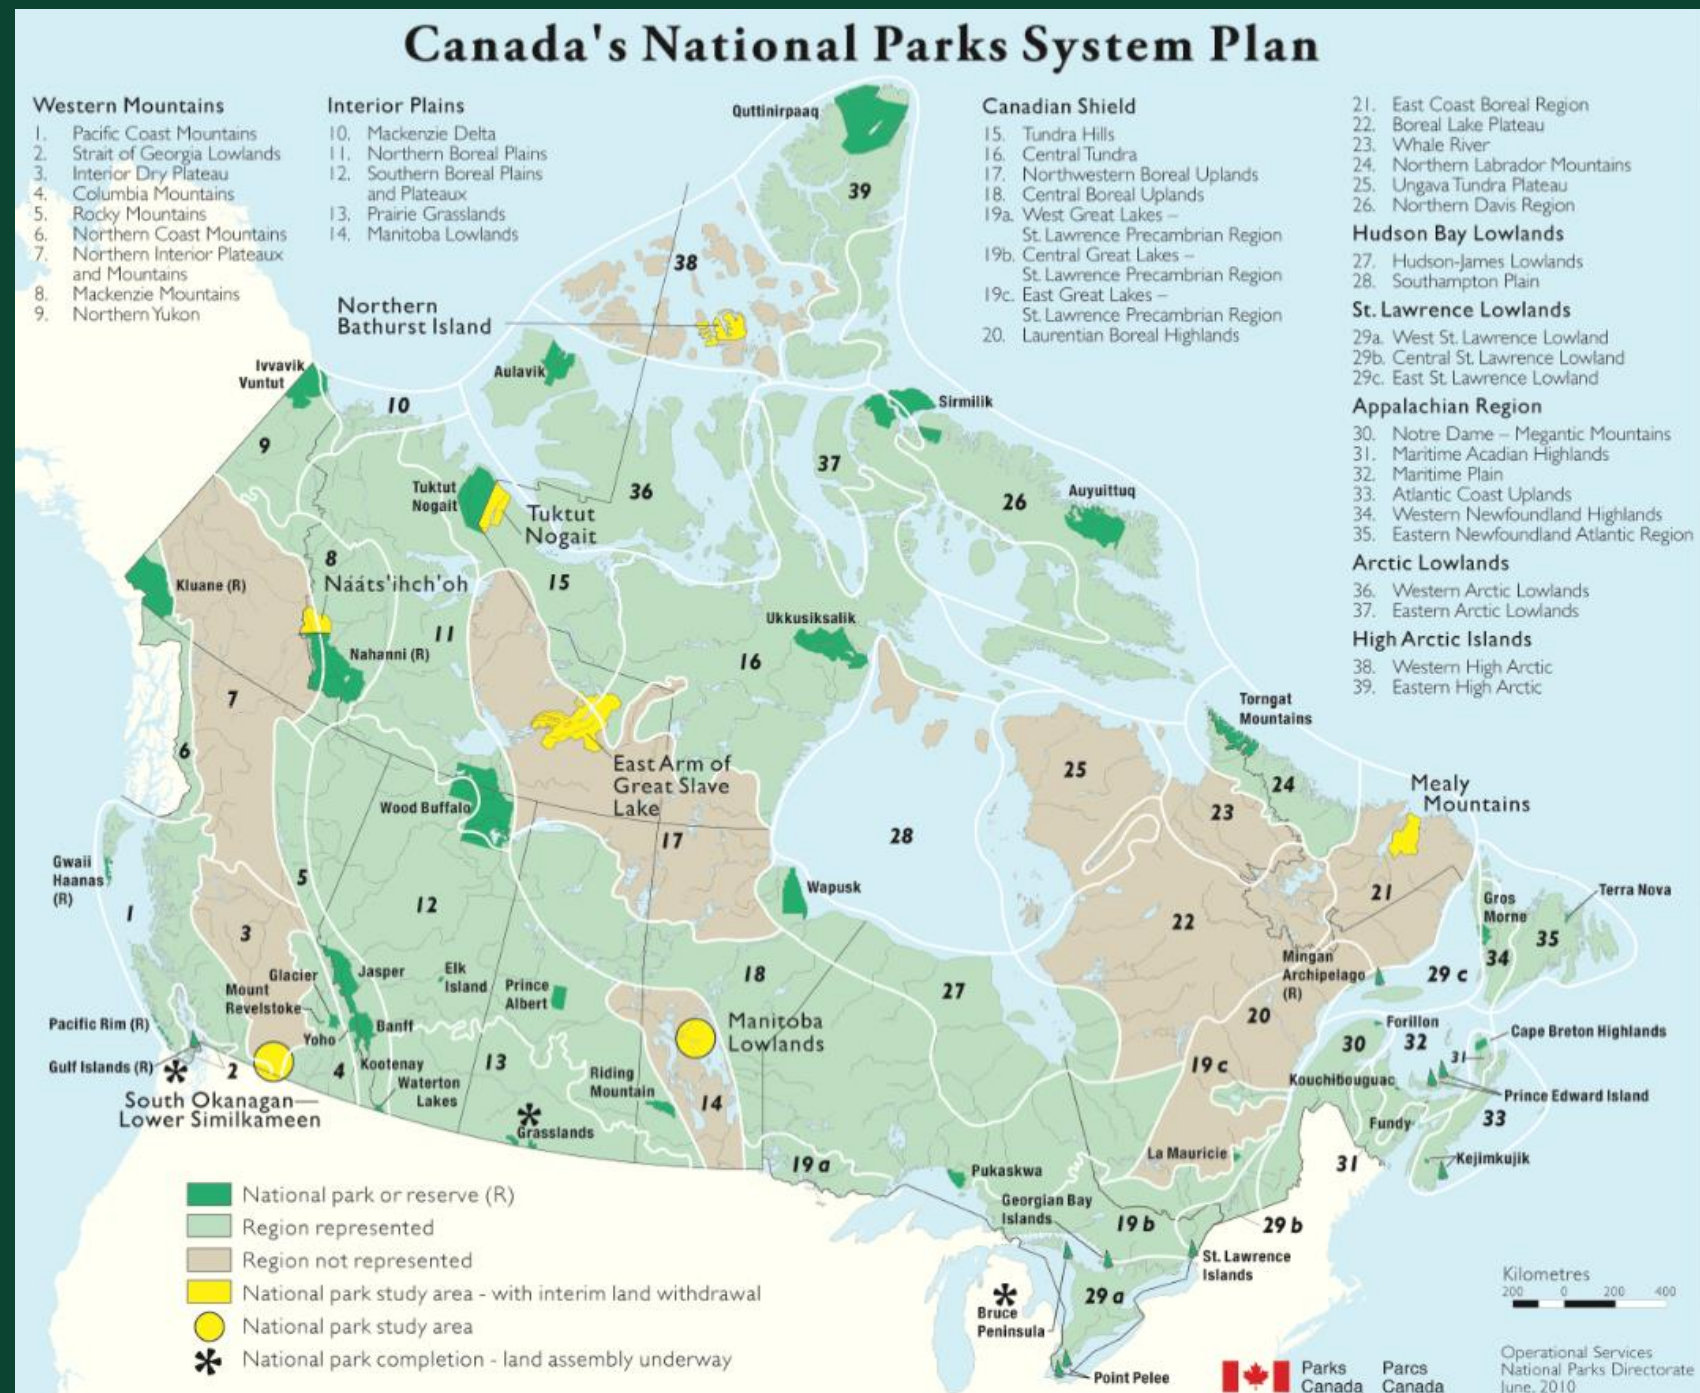 Canada's National Parks System Plan
Western Mountains
1. Pacific Coast Mountains
2. Strait of Georgia Lowlands
3. Interior Dry Plateau
4. Columbia Mountains
5. Rocky Mountains
6. Northern Coast Mountains
7. Northern Interior Plateaux
and Mountains
8. Mackenzie Mountains
9. Northern Yukon
Interior Plains
10. Mackenzie Delta
11. Northern Boreal Plains
12. Southern Boreal Plains
and Plateaux
13. Prairie Grasslands
14. Manitoba Lowlands
Canadian Shield
15. Tundra Hills
16. Central Tundra
17. Northwestern Boreal Uplands
18. Central Boreal Uplands
19a. West Great Lakes –
St. Lawrence Precambrian Region
19b. Central Great Lakes –
St. Lawrence Precambrian Region
19c. East Great Lakes –
St. Lawrence Precambrian Region
20. Laurentian Boreal Highlands
21. East Coast Boreal Region
22. Boreal Lake Plateau
23. Whale River
24. Northern Labrador Mountains
25. Ungava Tundra Plateau
26. Northern Davis Region
Hudson Bay Lowlands
27. Hudson-James Lowlands
28. Southampton Plain
St. Lawrence Lowlands
29a. West St. Lawrence Lowland
29b. Central St. Lawrence Lowland
29c. East St. Lawrence Lowland
Appalachian Region
30. Notre Dame – Megantic Mountains
31. Maritime Acadian Highlands
32. Maritime Plain
33. Atlantic Coast Uplands
34. Western Newfoundland Highlands
35. Eastern Newfoundland Atlantic Region
Arctic Lowlands
36. Western Arctic Lowlands
37. Eastern Arctic Lowlands
High Arctic Islands
38. Western High Arctic
39. Eastern High Arctic
Quttinirpaaq
39
38
Northern
Bathurst Island
Ivvavik
Vuntut
Aulavik
10
Sirmilik
9
37
Tuktut
Nogait
36
26
Auyuittuq
Tuktut
Nogait
8
Nááts'ihch'oh
15
Kluane (R)
Ukkusiksalik
11
Nahanni (R)
16
7
Torngat
Mountains
6
East Arm of
Great Slave
Lake
25
24
Mealy
Mountains
Wood Buffalo
23
17
28
Gwaii
Haanas
(R)
5
Wapusk
21
Terra Nova
1
12
22
Gros
Morne
35
3
34
Glacier
Jasper
Elk
Island
Prince
Albert
18
Mingan
Archipelago
(R)
29 c
Mount
Revelstoke
27
Pacific Rim (R)
Yoho
Banff
Manitoba
Lowlands
20
Forillon
Cape Breton Highlands
30
32
31
Gulf Islands (R)
2
4
Kootenay
13
19 c
Waterton
Lakes
Riding
Mountain
14
Kouchibouguac
Prince Edward Island
South Okanagan—
Lower Similkameen
Grasslands
Fundy
33
La Mauricie
31
Kejimkujik
19 a
Pukaskwa
Georgian Bay
Islands
19 b
29 b
St. Lawrence
Islands
29 a
Bruce
Peninsula
Point Pelee
National park or reserve (R)
Region represented
Region not represented
National park study area - with interim land withdrawal
National park study area
National park completion - land assembly underway
Kilometres
200 0 200 400
Parks
Canada
Parcs
Canada
Operational Services
National Parks Directorate
June, 2010